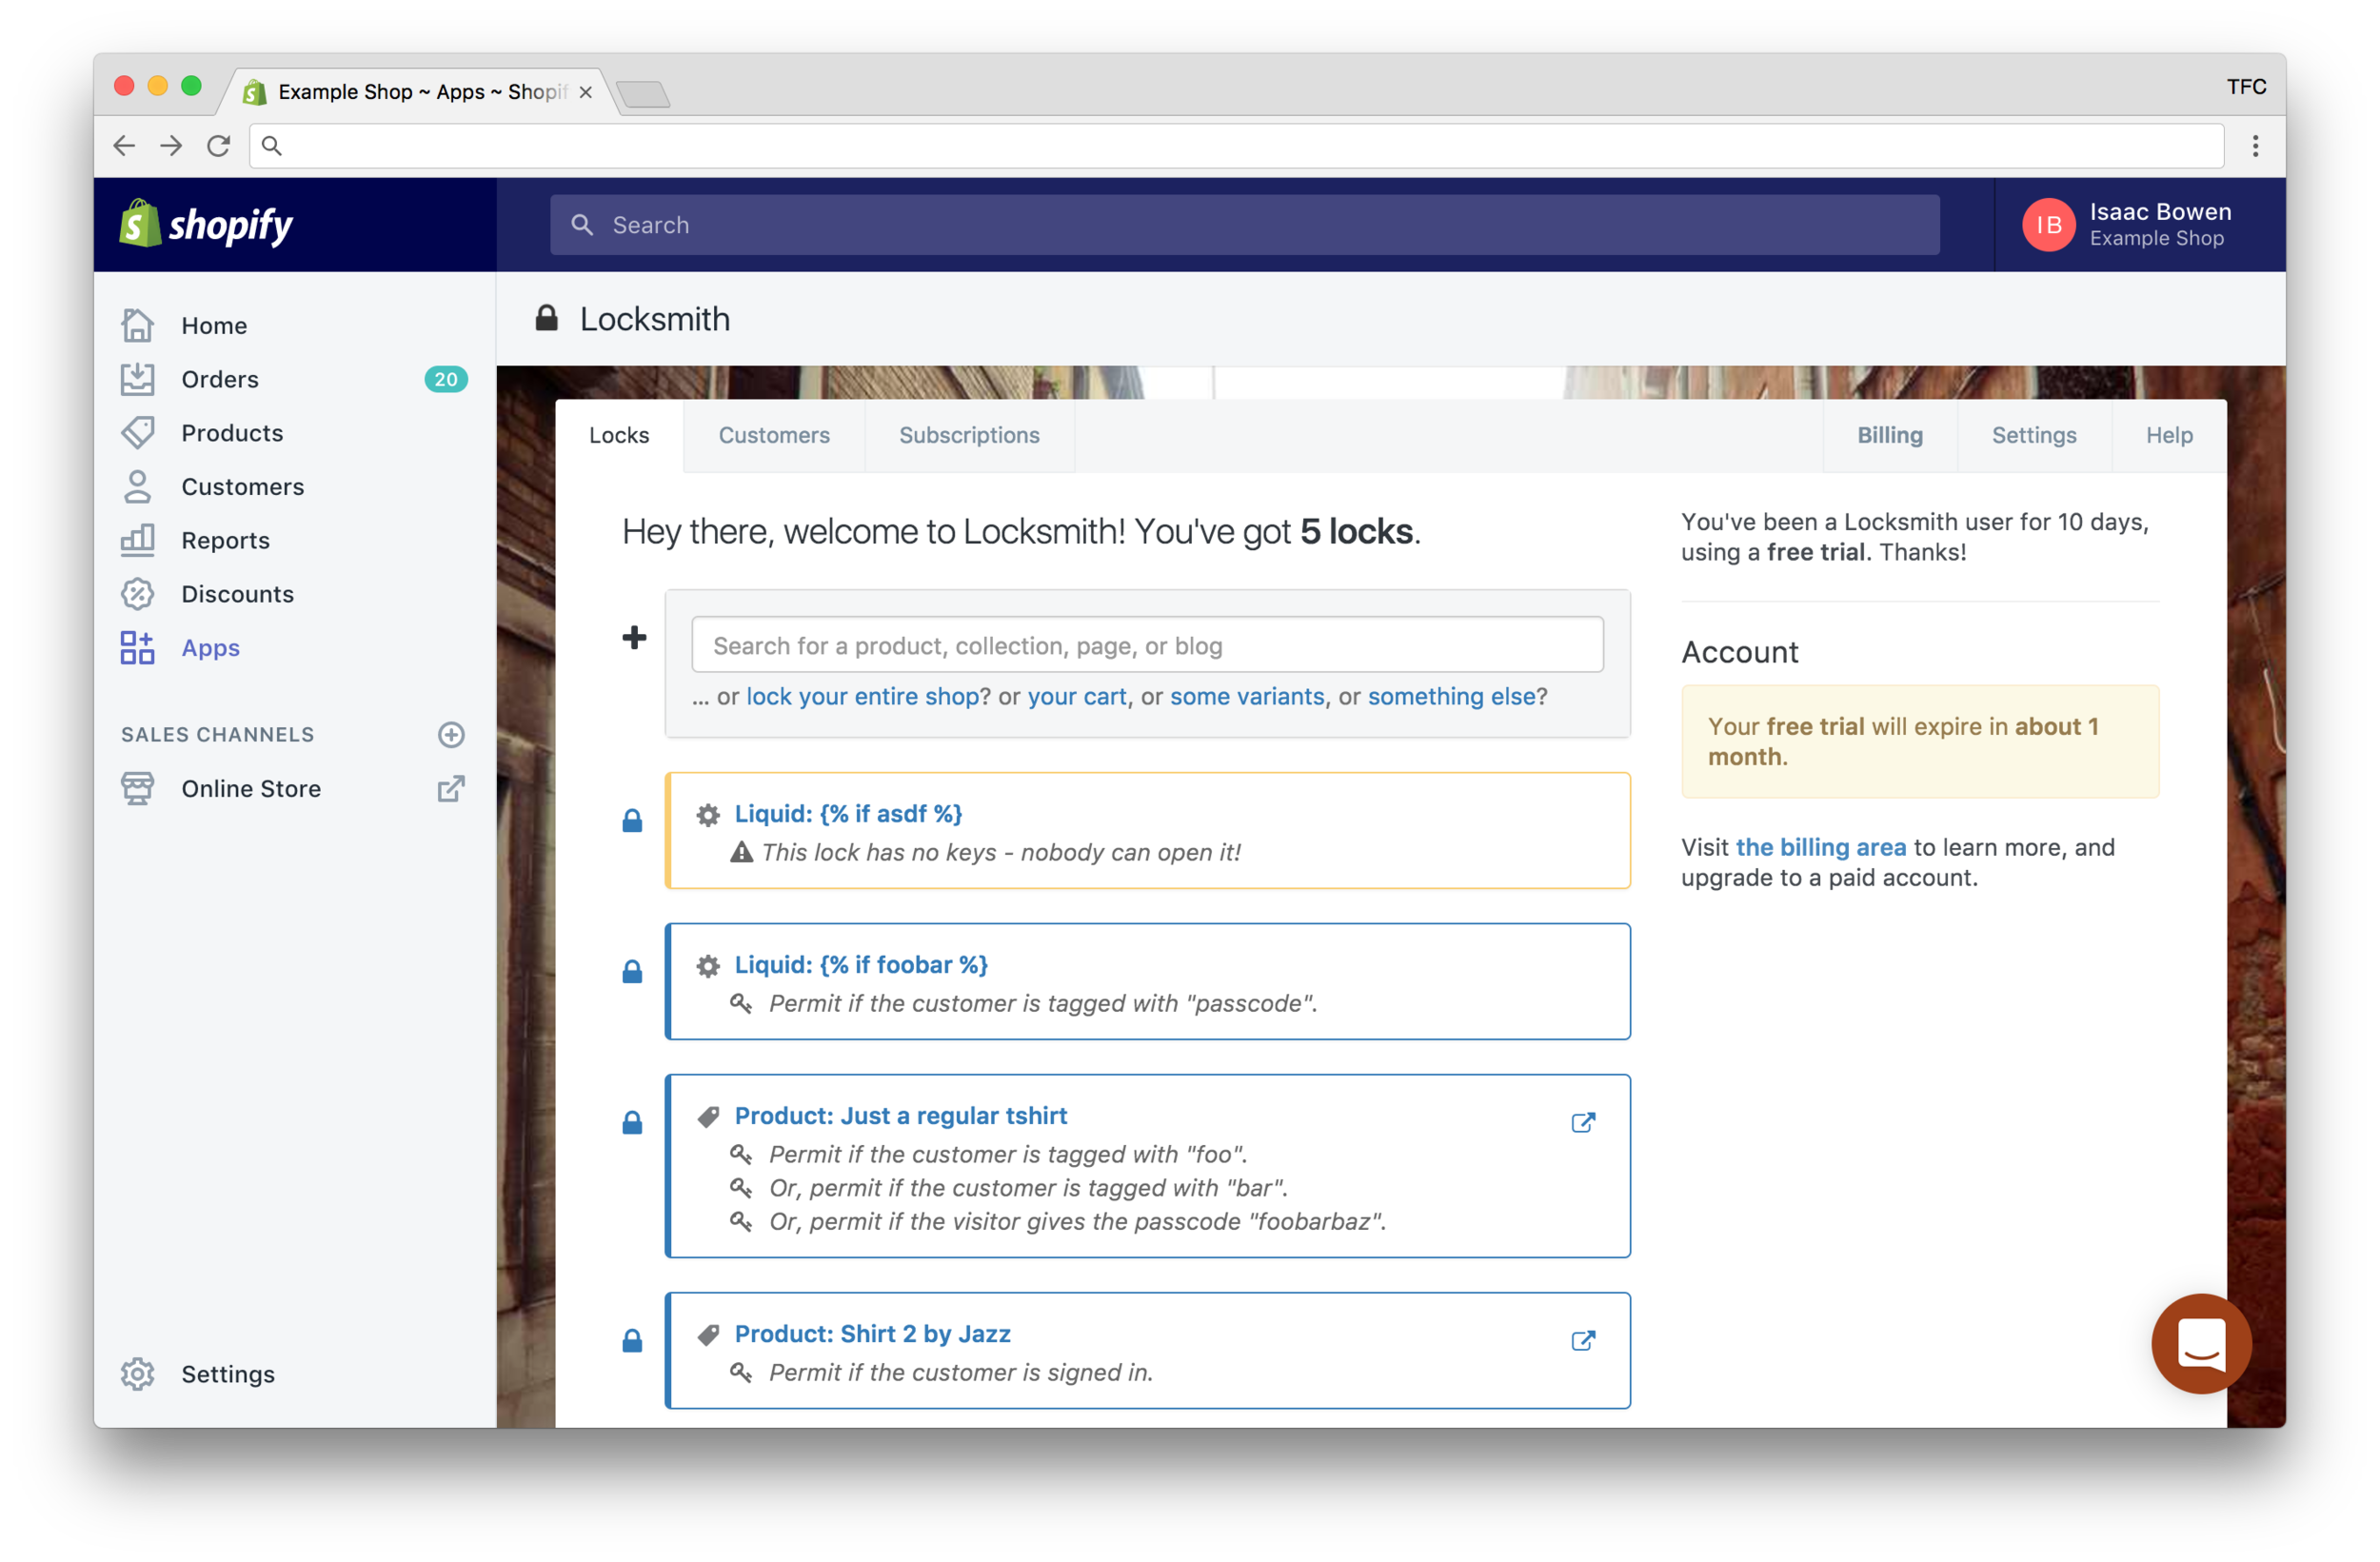 Example Shop ~ Apps ~ Shopif
TFC
shopify
Search
IB
Isaac Bowen
Example Shop
Home
Orders
20
Products
Customers
Reports
Discounts
Apps
SALES CHANNELS
Online Store
Settings
Locksmith
Locks
Customers
Subscriptions
Billing
Settings
Help
Hey there, welcome to Locksmith! You've got 5 locks.
Search for a product, collection, page, or blog
... or lock your entire shop? or your cart, or some variants, or something else?
Liquid: {% if asdf %}
This lock has no keys - nobody can open it!
Liquid: {% if foobar %}
Permit if the customer is tagged with "passcode".
Product: Just a regular tshirt
Permit if the customer is tagged with "foo".
Or, permit if the customer is tagged with "bar".
Or, permit if the visitor gives the passcode "foobarbaz".
Product: Shirt 2 by Jazz
Permit if the customer is signed in.
You've been a Locksmith user for 10 days,
using a free trial. Thanks!
Account
Your free trial will expire in about 1
month.
Visit the billing area to learn more, and
upgrade to a paid account.